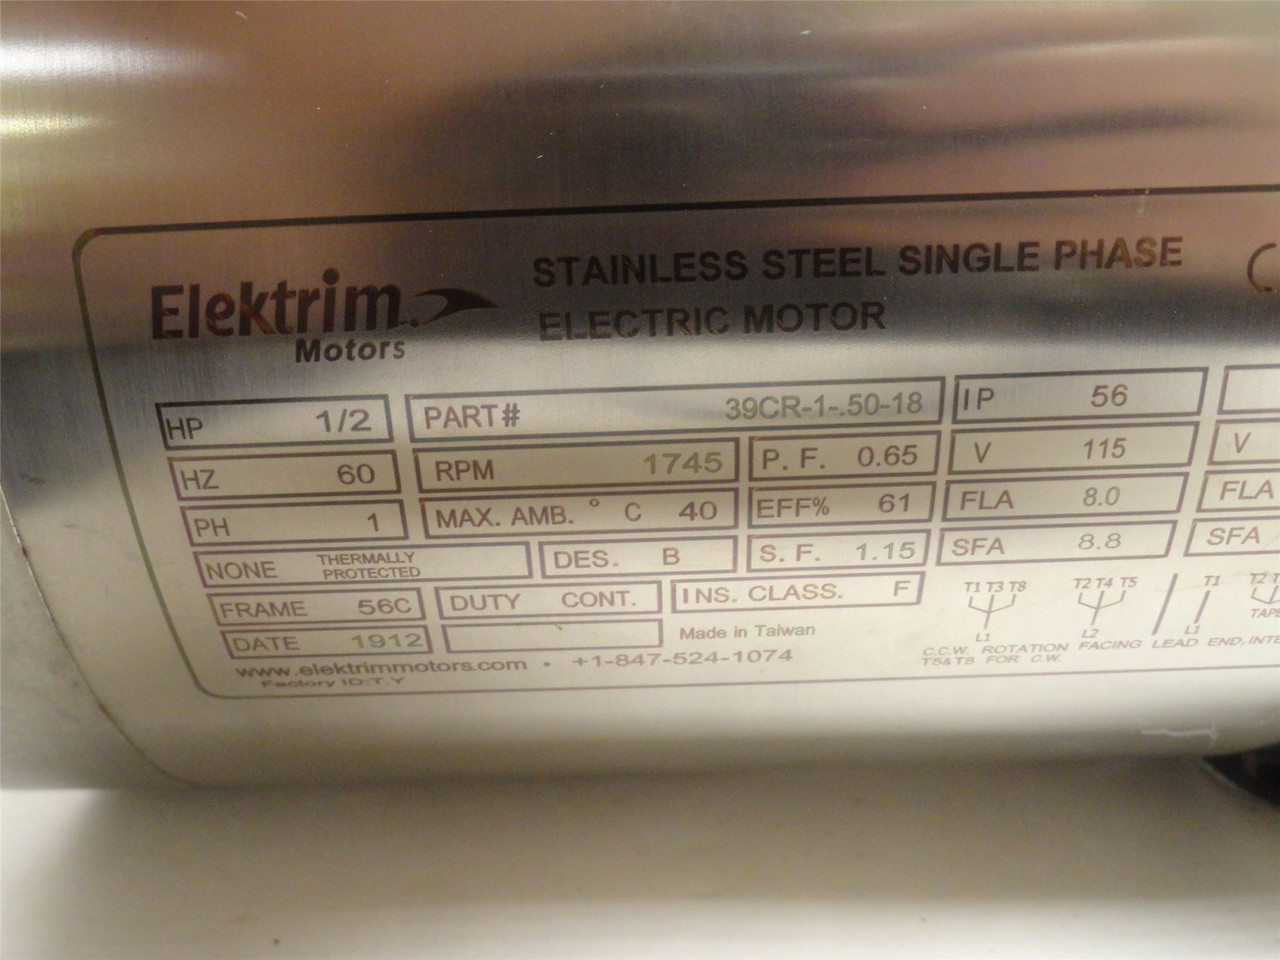 Elektrim
Motors
STAINLESS STEEL SINGLE PHASE
ELECTRIC MOTOR
HP 1/2 PART# 39CR-1-.50-18 IP 56
HZ 60 RPM 1745 P. F. 0.65 V 115 V
PH 1 MAX. AMB. ° C 40 EFF% 61 FLA 8.0 FLA
NONE THERMALLY PROTECTED DES. B S. F. 1.15 SFA 8.8 SFA
FRAME 56C DUTY CONT. INS. CLASS. F
DATE 1912 Made in Taiwan
www.elektrimmotors.com • +1-847-524-1074
Factory ID:T.Y
T1 T3 T8 T2 T4 T5 T1 T2
L1 L2 L1
C.C.W. ROTATION FACING LEAD END.
T5&T8 FOR C.W.